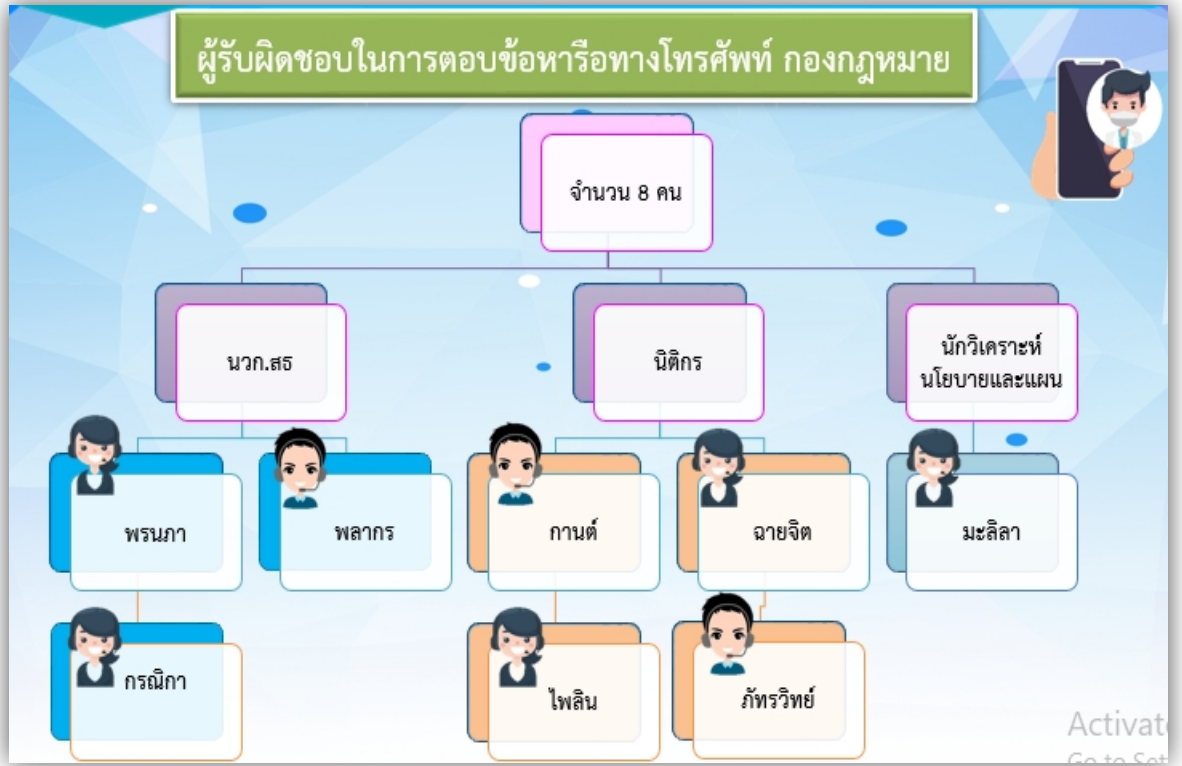 ผู้รับผิดชอบในการตอบข้อหารือทางโทรศัพท์ กองกฎหมาย
จำนวน 8 คน
นวก.สธ
นิติกร
นักวิเคราะห์
นโยบายและแผน
พรนภา
พลากร
กานต์
ฉายจิต
มะลิลา
กรณิกา
ไพลิน
ภัทรวิทย์
Activat
Go to Set